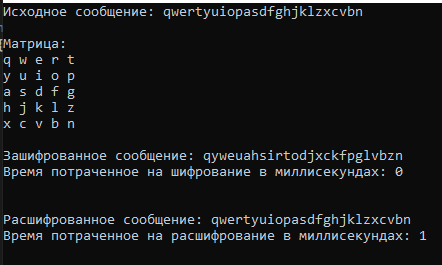 Исходное сообщение: qwertyuiopasdfghjklzxcvbn
Матрица:
q w e r t
y u i o p
a s d f g
h j k l z
x c v b n
Зашифрованное сообщение: qyweuahsirtodjxckfpglvbzn
Время потраченное на шифрование в миллисекундах: 0
Расшифрованное сообщение: qwertyuiopasdfghjklzxcvbn
Время потраченное на расшифрование в миллисекундах: 1